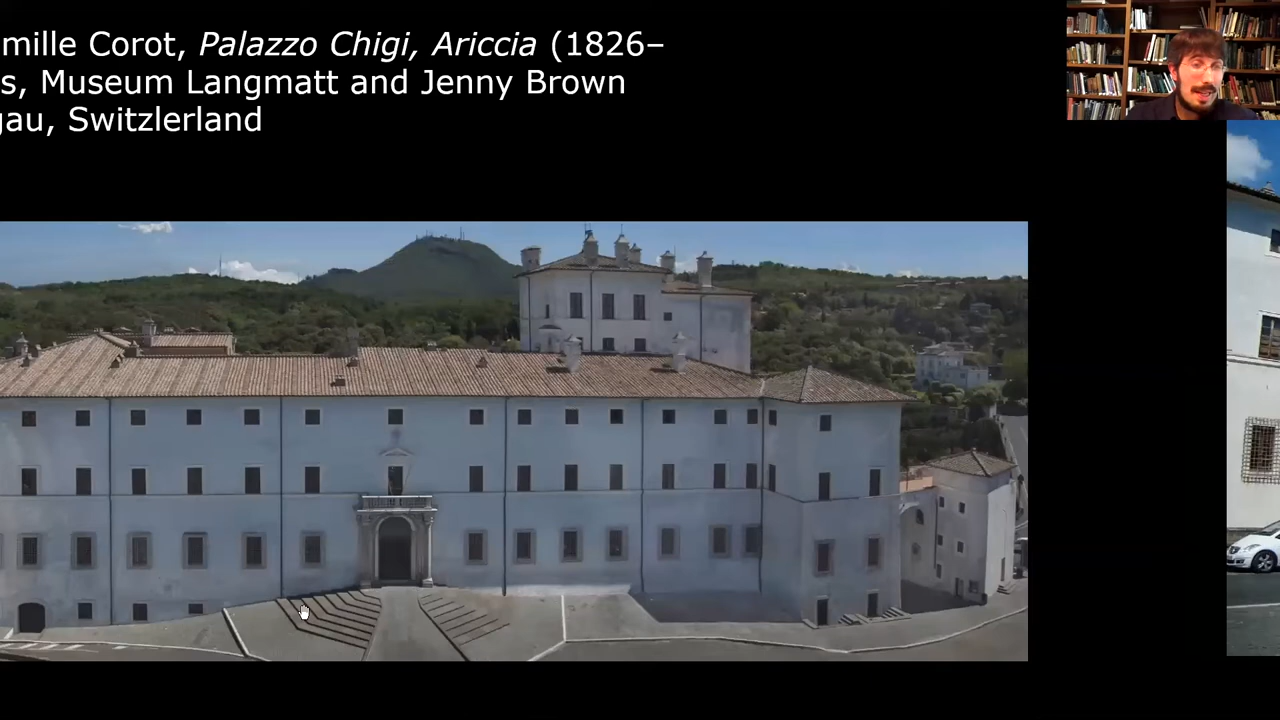 mille Corot, Palazzo Chigi, Ariccia (1826–
s, Museum Langmatt and Jenny Brown
gau, Switzlerland